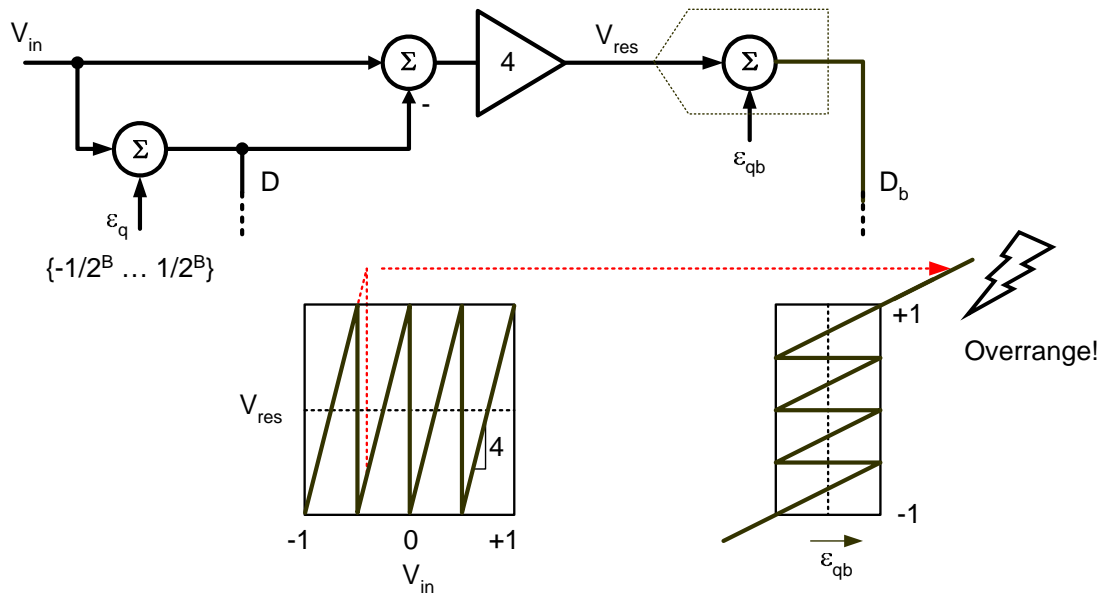 V_in
Σ
4
V_res
Σ
-
Σ
D
ε_q
{-1/2^B … 1/2^B}
ε_qb
D_b
+1
Overrange!
V_res
4
-1
-1 0 +1
V_in
ε_qb